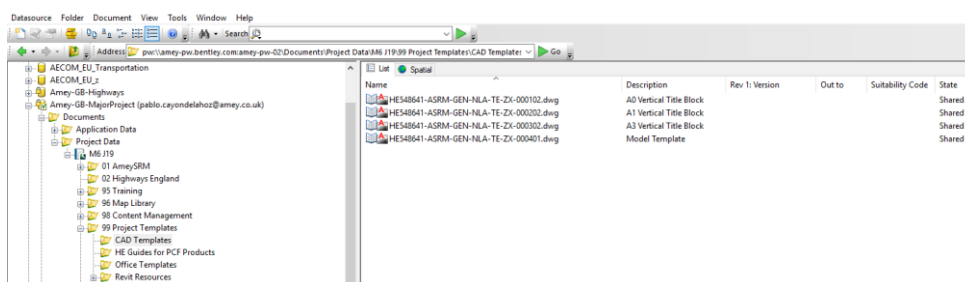 Datasource Folder Document View Tools Window Help
Search
Address pw:\\amey-pw.bentley.com:amey-pw-02\Documents\Project Data\M6 J19\99 Project Templates\CAD Templates Go
AECOM_EU_Transportation
AECOM_EU_z
Amey-GB-Highways
Amey-GB-MajorProject (pablo.cayondelahoz@amey.co.uk)
Documents
Application Data
Project Data
M6 J19
01 AmeySRM
02 Highways England
95 Training
96 Map Library
98 Content Management
99 Project Templates
CAD Templates
HE Guides for PCF Products
Office Templates
Revit Resources
List Spatial
Name Description Rev 1: Version Out to Suitability Code State
HE548641-ASRM-GEN-NLA-TE-ZX-000102.dwg A0 Vertical Title Block Shared
HE548641-ASRM-GEN-NLA-TE-ZX-000202.dwg A1 Vertical Title Block Shared
HE548641-ASRM-GEN-NLA-TE-ZX-000302.dwg A3 Vertical Title Block Shared
HE548641-ASRM-GEN-NLA-TE-ZX-000401.dwg Model Template Shared